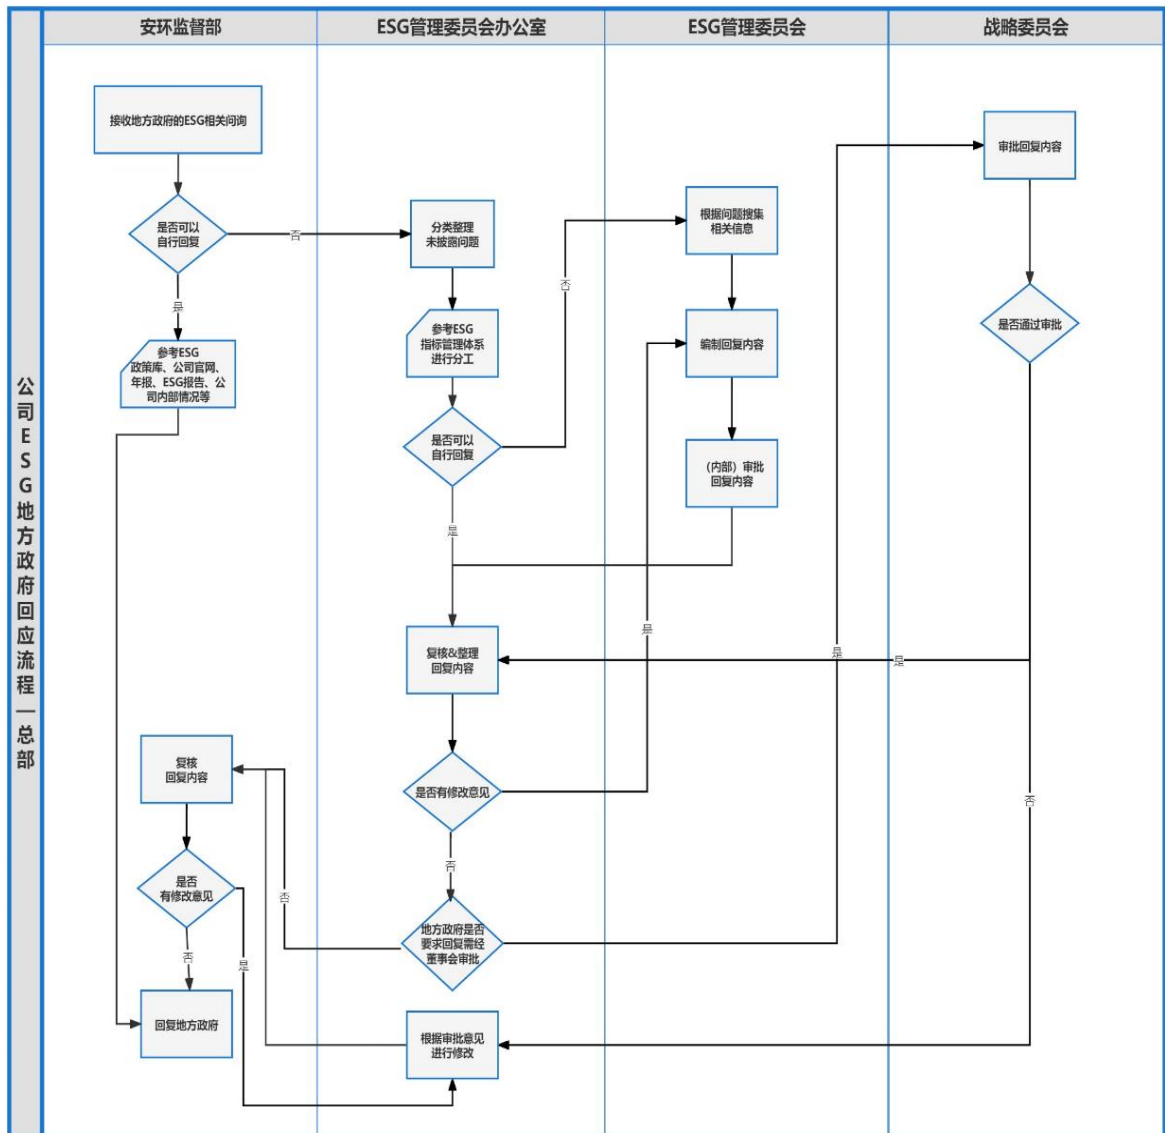 安环监督部
ESG管理委员会办公室
ESG管理委员会
战略委员会
公司ESG地方政府回应流程—总部
接收地方政府的ESG相关问询
是否可以
自行回复
否
是
参考ESG
政策库、公司官网、
年报、ESG报告、公
司内部情况等
分类整理
未披露问题
参考ESG
指标管理体系
进行分工
是否可以
自行回复
否
是
根据问题搜集
相关信息
编制回复内容
（内部）审批
回复内容
审批回复内容
是否通过审批
复核&整理
回复内容
是
是
是
是否有修改意见
否
否
复核
回复内容
是否
有修改意见
否
是
否
地方政府是否
要求回复需经
董事会审批
回复地方政府
根据审批意见
进行修改